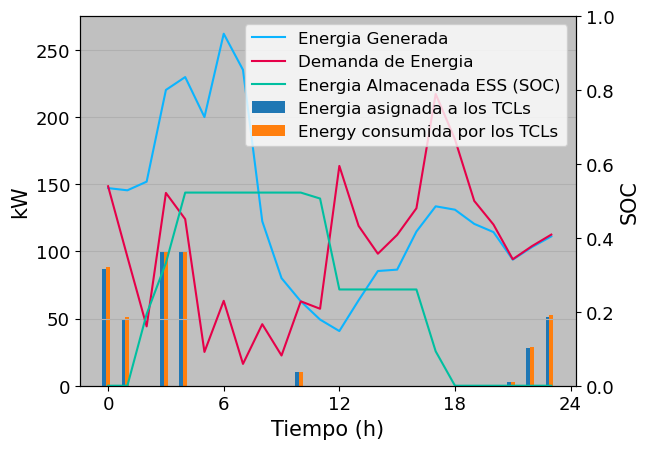 Energia Generada
Demanda de Energia
Energia Almacenada ESS (SOC)
Energia asignada a los TCLs
Energy consumida por los TCLs
250
200
150
100
50
0
kW
1.0
0.8
0.6
0.4
0.2
0.0
SOC
0 6 12 18 24
Tiempo (h)